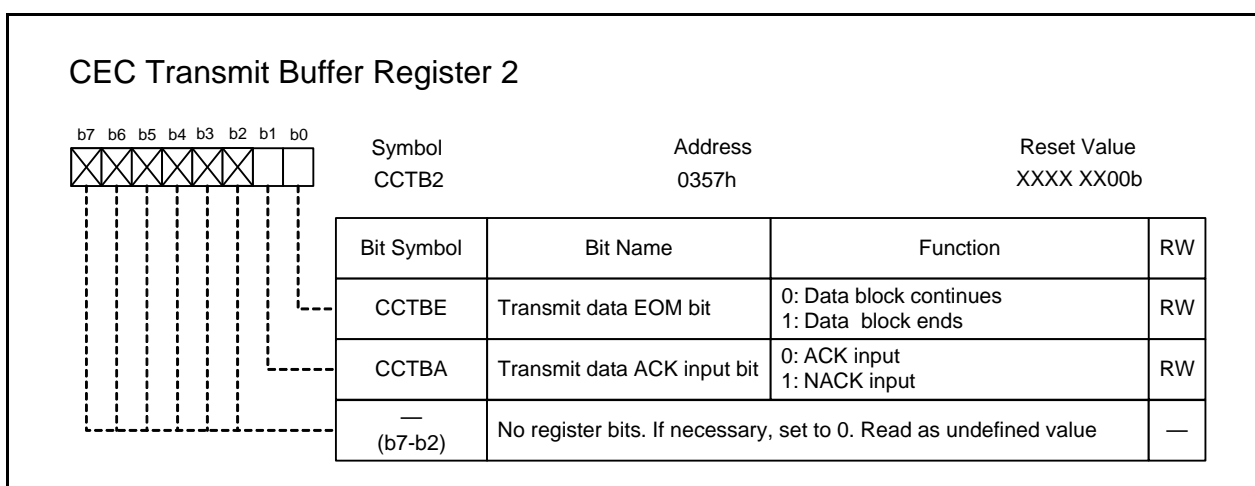 CEC Transmit Buffer Register 2
b7 b6 b5 b4 b3 b2 b1 b0
Symbol Address Reset Value
CCTB2 0357h XXXX XX00b
Bit Symbol Bit Name Function RW
CCTBE Transmit data EOM bit 0: Data block continues RW
1: Data block ends
CCTBA Transmit data ACK input bit 0: ACK input RW
1: NACK input
—
(b7-b2) No register bits. If necessary, set to 0. Read as undefined value —